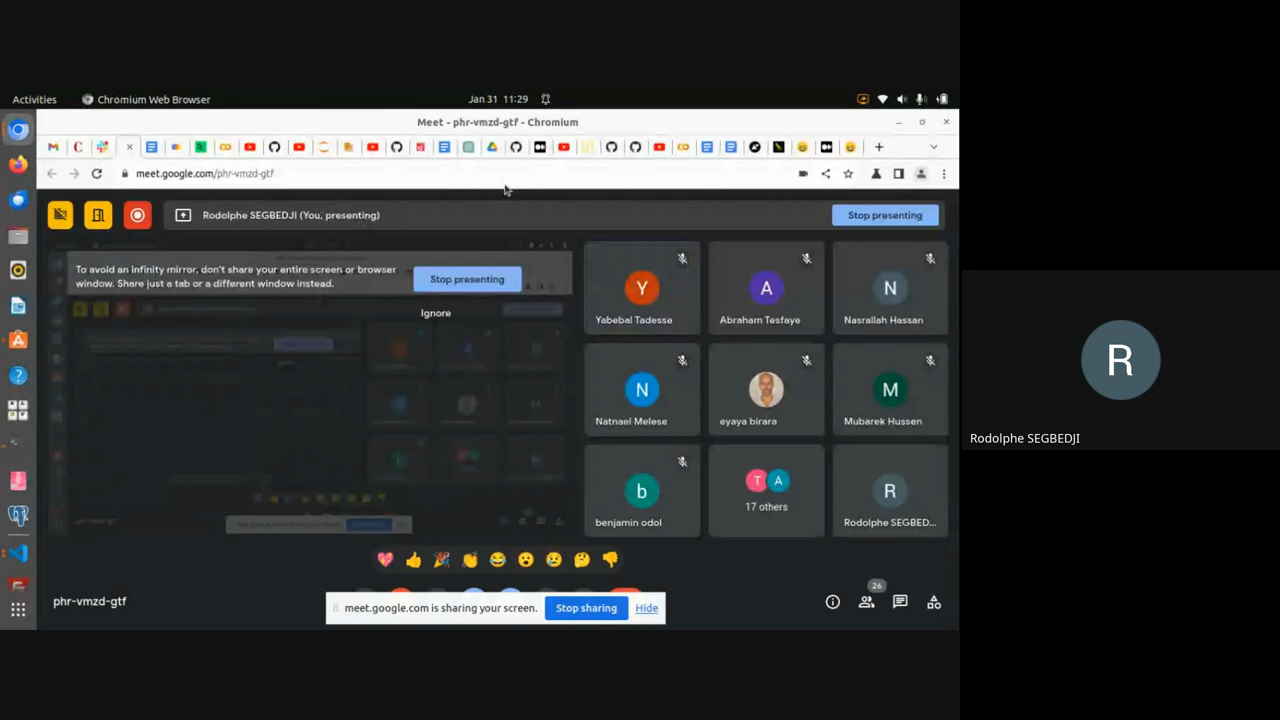 Activities
Chromium Web Browser
Jan 31 11:29
Meet - phr-vmzd-gtf - Chromium
meet.google.com/phr-vmzd-gtf
Rodolphe SEGBEDJI (You, presenting)
Stop presenting
To avoid an infinity mirror, don't share your entire screen or browser
window. Share just a tab or a different window instead.
Stop presenting
Ignore
Y
Yabebal Tadesse
A
Abraham Tesfaye
N
Nasrallah Hassan
N
Natnael Melese
eyaya birara
M
Mubarek Hussen
b
benjamin odol
T
A
17 others
R
Rodolphe SEGBED...
phr-vmzd-gtf
meet.google.com is sharing your screen.
Stop sharing
Hide
26
R
Rodolphe SEGBEDJI